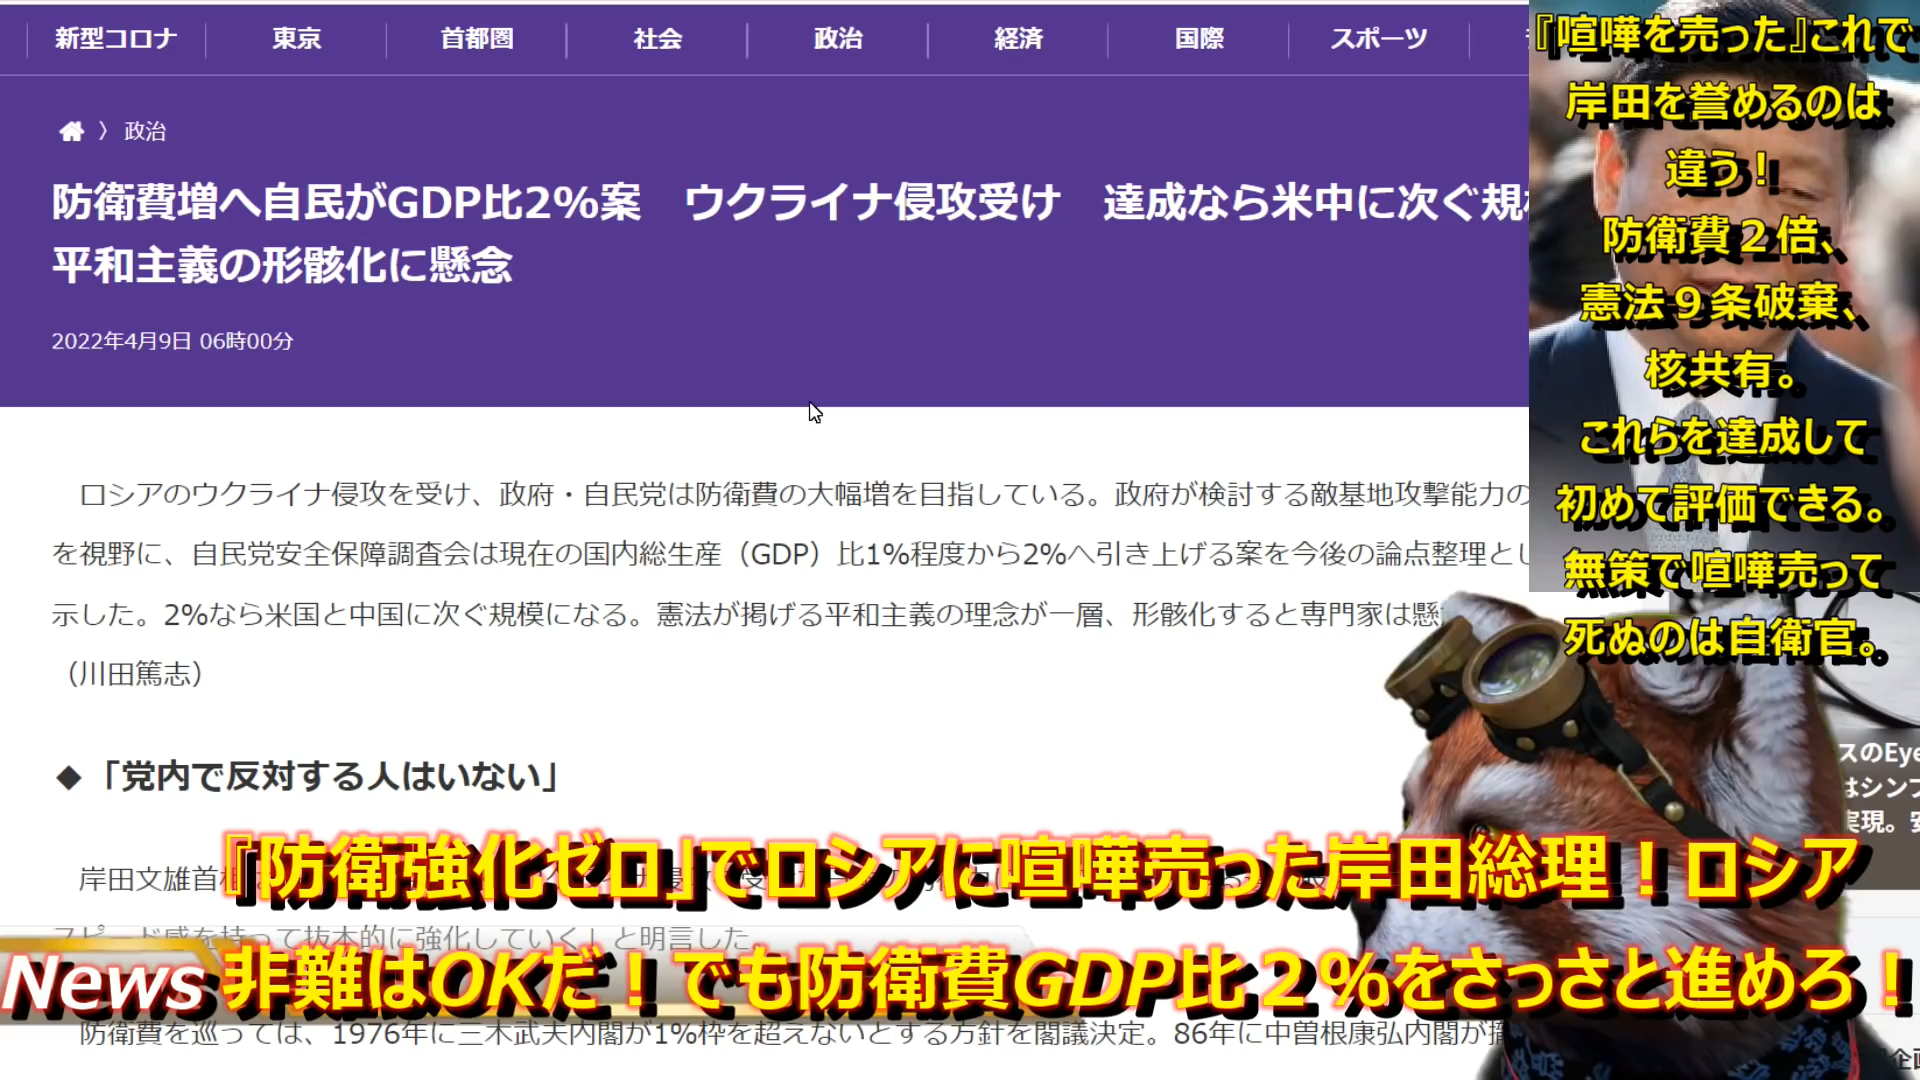 新型コロナ
東京
首都圏
社会
政治
経済
国際
スポーツ
〉 政治
防衛費増へ自民がGDP比2%案　ウクライナ侵攻受け　達成なら米中に次ぐ規
平和主義の形骸化に懸念
2022年4月9日 06時00分
ロシアのウクライナ侵攻を受け、政府・自民党は防衛費の大幅増を目指している。政府が検討する敵基地攻撃能力の
を視野に、自民党安全保障調査会は現在の国内総生産（GDP）比1%程度から2%へ引き上げる案を今後の論点整理とし
示した。2%なら米国と中国に次ぐ規模になる。憲法が掲げる平和主義の理念が一層、形骸化すると専門家は懸
（川田篤志）
◆「党内で反対する人はいない」
岸田文雄首
スピード感を持って抜本的に強化していく」と明言した。
防衛費を巡っては、1976年に三木武夫内閣が1%枠を超えないとする方針を閣議決定。86年に中曽根康弘内閣が
『喧嘩を売った』これで
岸田を誉めるのは
違う！
防衛費２倍、
憲法９条破棄、
核共有。
これらを達成して
初めて評価できる。
無策で喧嘩売って
死ぬのは自衛官。
スのEye
はシンプ
実現。安
『防衛強化ゼロ」でロシアに喧嘩売った岸田総理！ロシア
News 非難はOKだ！でも防衛費GDP比２%をさっさと進めろ！